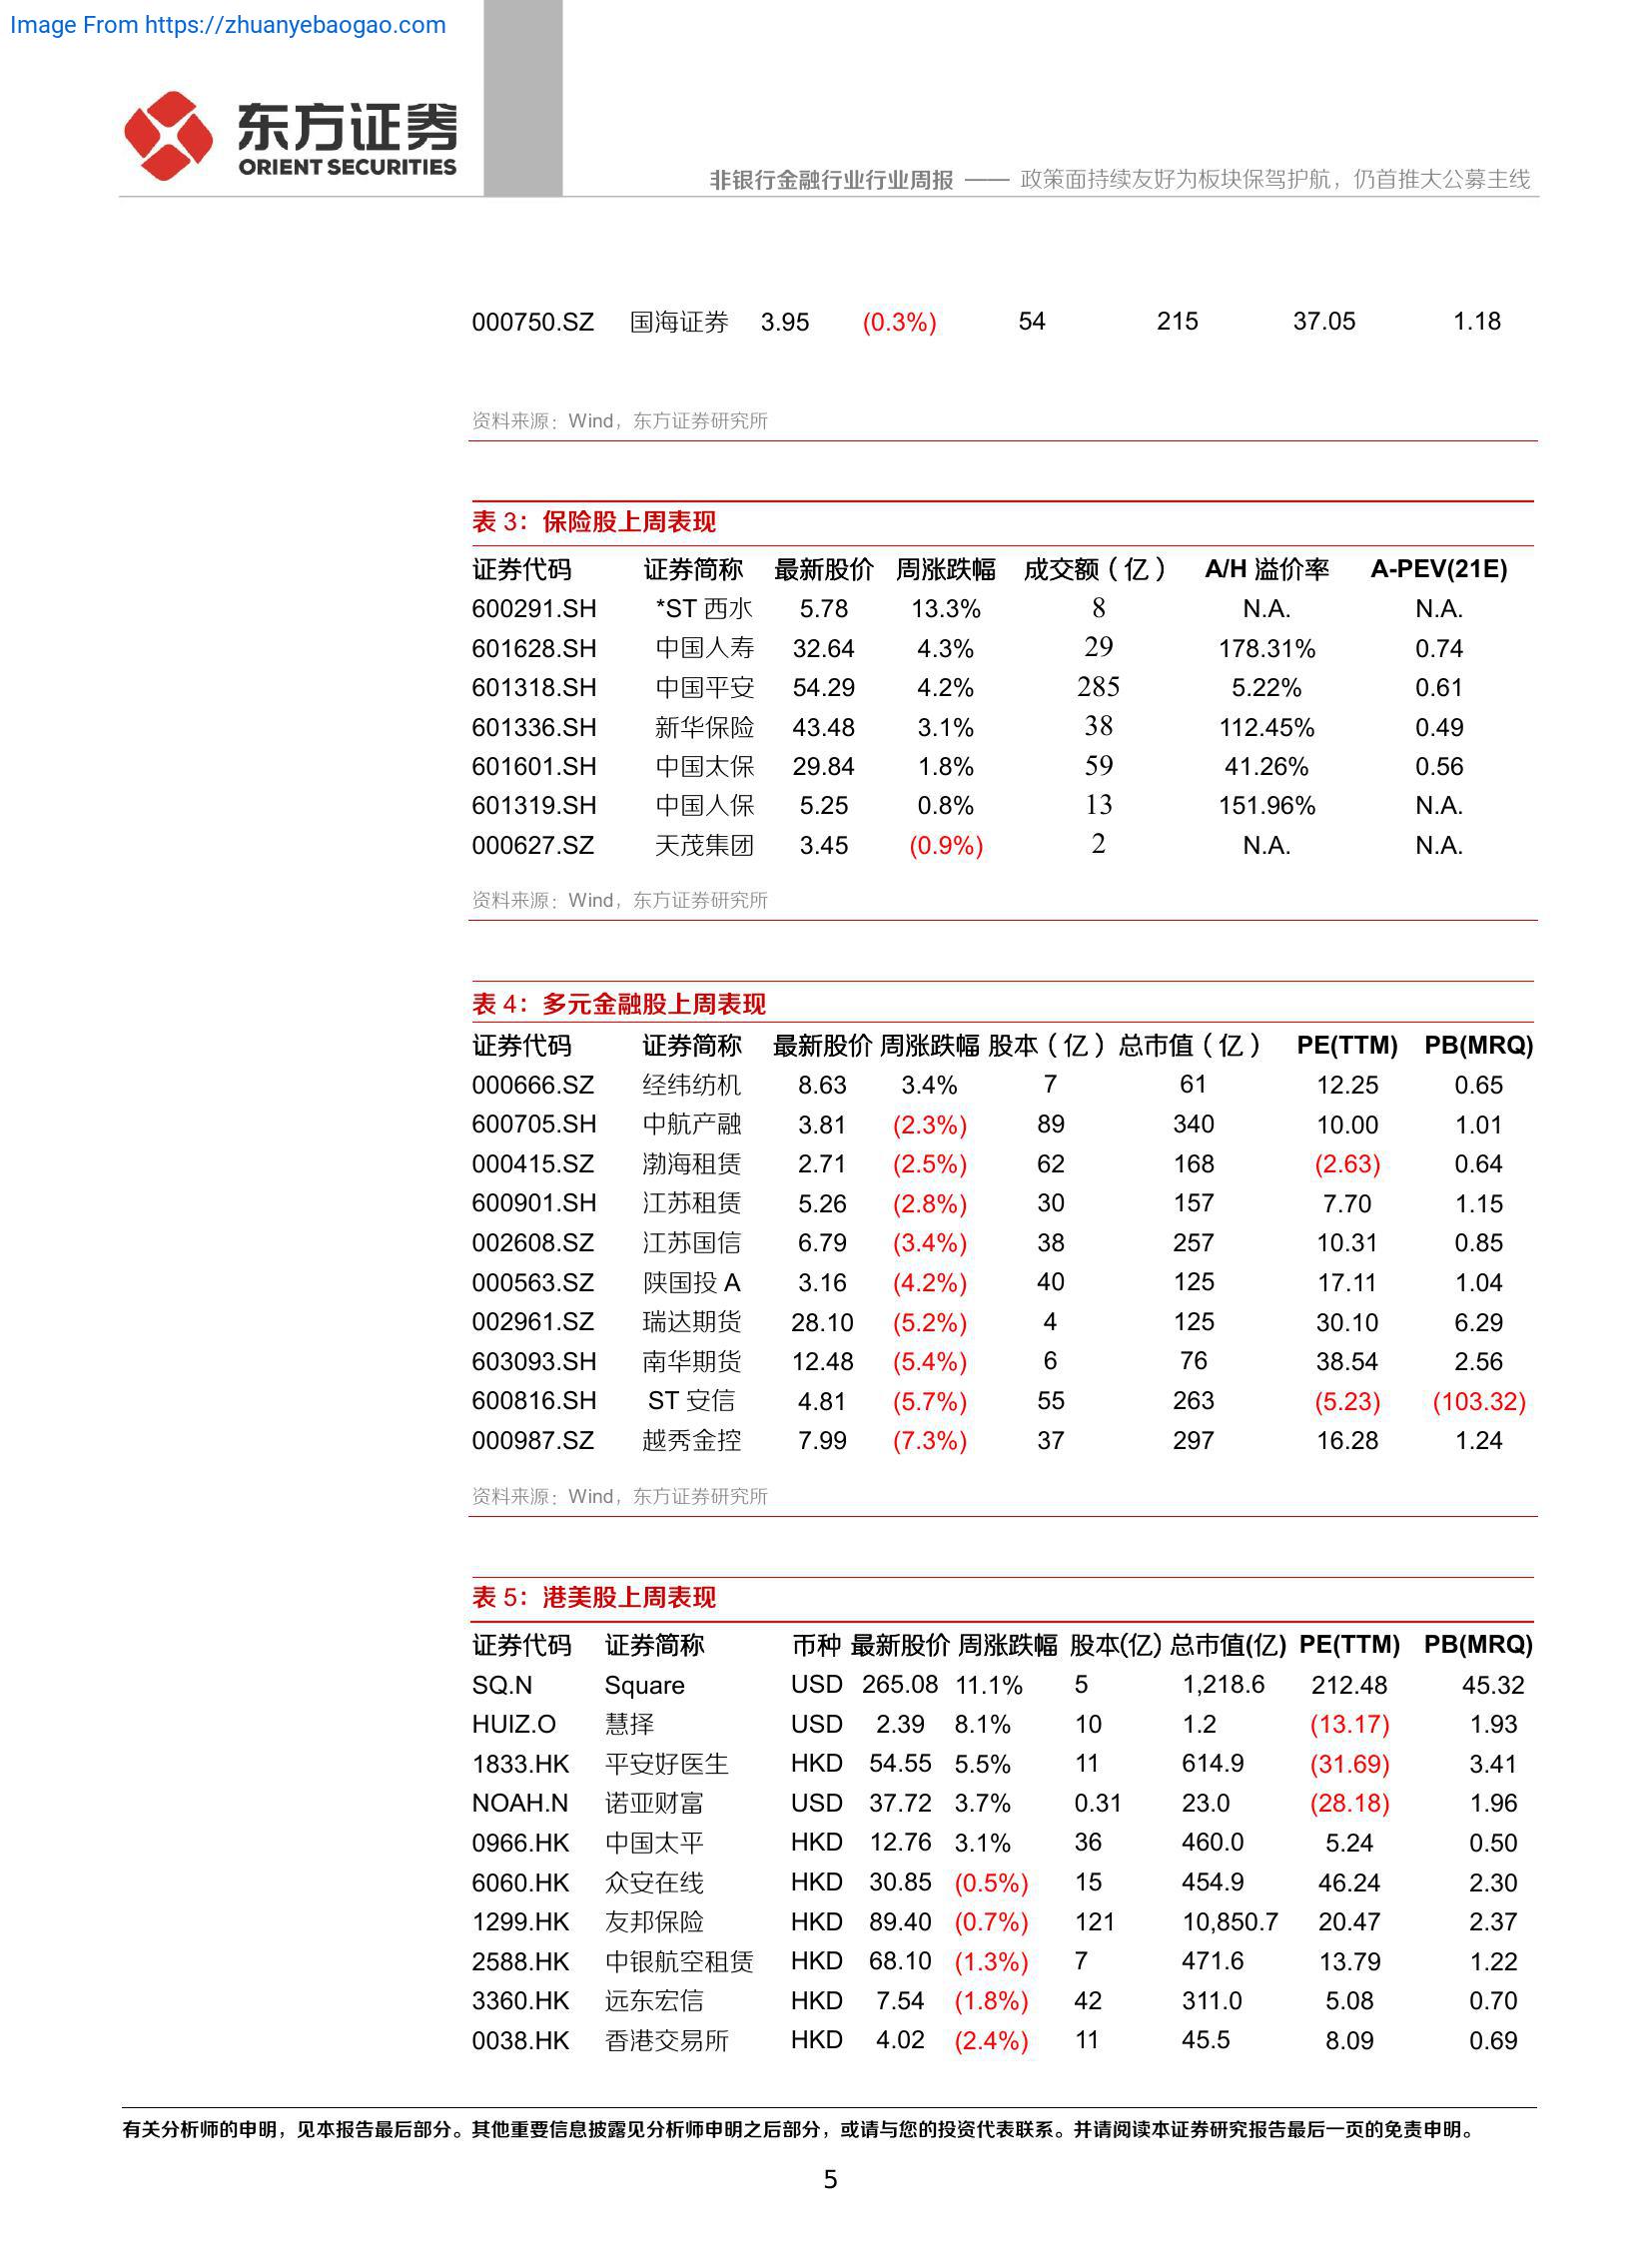 Image From https://zhuanyebaogao.com
东方证券
ORIENT SECURITIES
非银行金融行业行业周报 —— 政策面持续友好为板块保驾护航，仍首推大公募主线
000750.SZ 国海证券 3.95 (0.3%) 54 215 37.05 1.18
资料来源：Wind，东方证券研究所
表 3：保险股上周表现
证券代码 证券简称 最新股价 周涨跌幅 成交额（亿） A/H 溢价率 A-PEV(21E)
600291.SH *ST 西水 5.78 13.3% 8 N.A. N.A.
601628.SH 中国人寿 32.64 4.3% 29 178.31% 0.74
601318.SH 中国平安 54.29 4.2% 285 5.22% 0.61
601336.SH 新华保险 43.48 3.1% 38 112.45% 0.49
601601.SH 中国太保 29.84 1.8% 59 41.26% 0.56
601319.SH 中国人保 5.25 0.8% 13 151.96% N.A.
000627.SZ 天茂集团 3.45 (0.9%) 2 N.A. N.A.
资料来源：Wind，东方证券研究所
表 4：多元金融股上周表现
证券代码 证券简称 最新股价 周涨跌幅 股本（亿） 总市值（亿） PE(TTM) PB(MRQ)
000666.SZ 经纬纺机 8.63 3.4% 7 61 12.25 0.65
600705.SH 中航产融 3.81 (2.3%) 89 340 10.00 1.01
000415.SZ 渤海租赁 2.71 (2.5%) 62 168 (2.63) 0.64
600901.SH 江苏租赁 5.26 (2.8%) 30 157 7.70 1.15
002608.SZ 江苏国信 6.79 (3.4%) 38 257 10.31 0.85
000563.SZ 陕国投 A 3.16 (4.2%) 40 125 17.11 1.04
002961.SZ 瑞达期货 28.10 (5.2%) 4 125 30.10 6.29
603093.SH 南华期货 12.48 (5.4%) 6 76 38.54 2.56
600816.SH ST 安信 4.81 (5.7%) 55 263 (5.23) (103.32)
000987.SZ 越秀金控 7.99 (7.3%) 37 297 16.28 1.24
资料来源：Wind，东方证券研究所
表 5：港美股上周表现
证券代码 证券简称 币种 最新股价 周涨跌幅 股本(亿) 总市值(亿) PE(TTM) PB(MRQ)
SQ.N Square USD 265.08 11.1% 5 1,218.6 212.48 45.32
HUIZ.O 慧择 USD 2.39 8.1% 10 1.2 (13.17) 1.93
1833.HK 平安好医生 HKD 54.55 5.5% 11 614.9 (31.69) 3.41
NOAH.N 诺亚财富 USD 37.72 3.7% 0.31 23.0 (28.18) 1.96
0966.HK 中国太平 HKD 12.76 3.1% 36 460.0 5.24 0.50
6060.HK 众安在线 HKD 30.85 (0.5%) 15 454.9 46.24 2.30
1299.HK 友邦保险 HKD 89.40 (0.7%) 121 10,850.7 20.47 2.37
2588.HK 中银航空租赁 HKD 68.10 (1.3%) 7 471.6 13.79 1.22
3360.HK 远东宏信 HKD 7.54 (1.8%) 42 311.0 5.08 0.70
0038.HK 香港交易所 HKD 4.02 (2.4%) 11 45.5 8.09 0.69
有关分析师的申明，见本报告最后部分。其他重要信息披露见分析师申明之后部分，或请与您的投资代表联系。并请阅读本证券研究报告最后一页的免责申明。
5